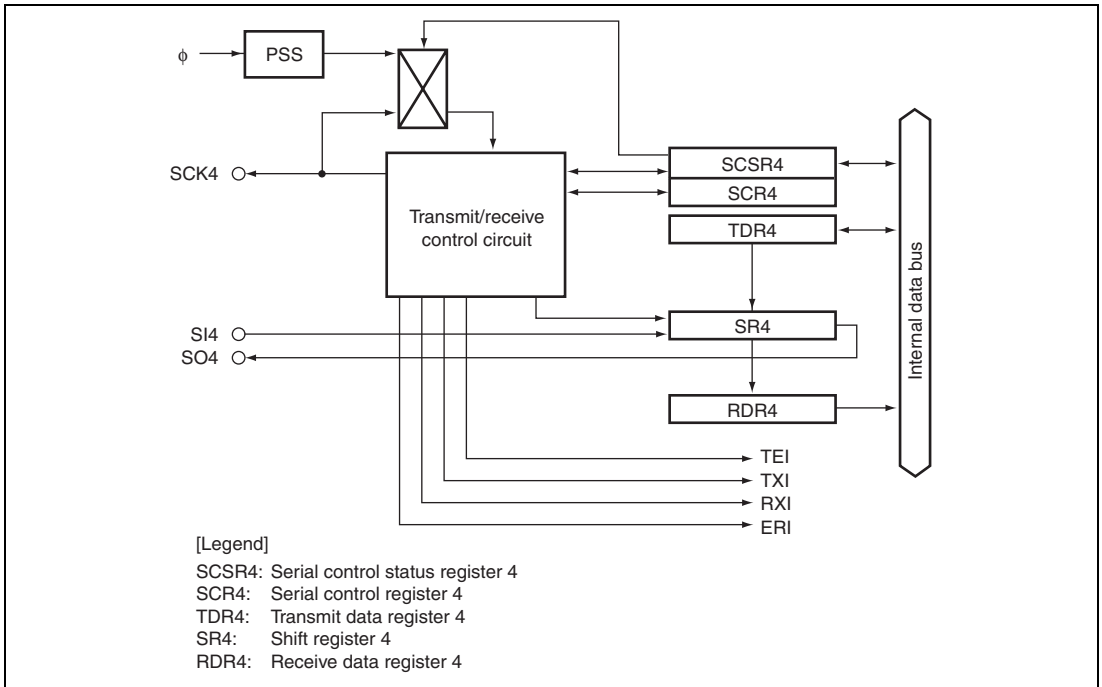 φ
PSS
SCK4
Transmit/receive
control circuit
SCSR4
SCR4
TDR4
SI4
SO4
SR4
RDR4
Internal data bus
TEI
TXI
RXI
ERI
[Legend]
SCSR4: Serial control status register 4
SCR4: Serial control register 4
TDR4: Transmit data register 4
SR4: Shift register 4
RDR4: Receive data register 4